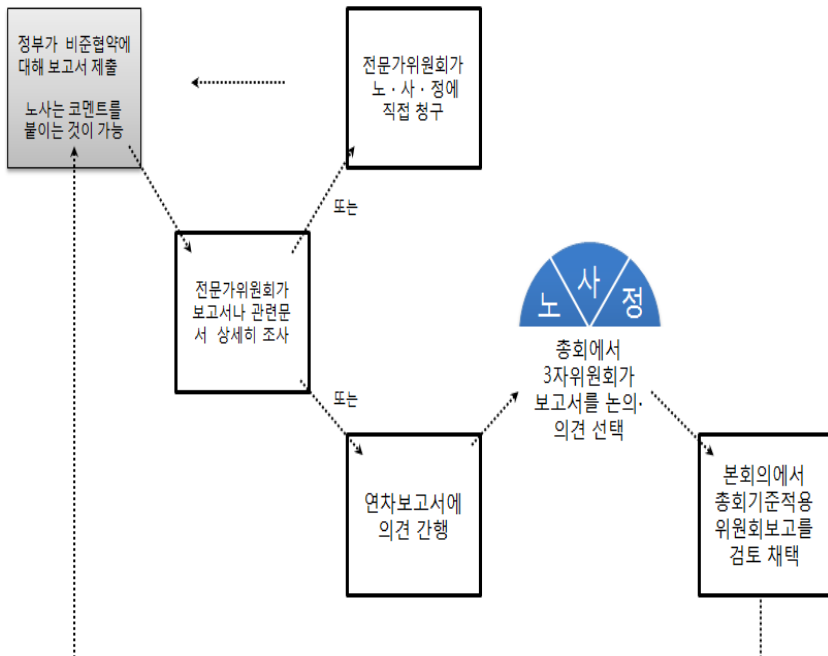 정부가 비준협약에
대해 보고서 제출
노사는 코멘트를
붙이는 것이 가능
전문가위원회가
노·사·정에
직접 청구
또는
전문가위원회가
보고서나 관련문
서 상세히 조사
또는
연차보고서에
의견 간행
노 사 정
총회에서
3자위원회가
보고서를 논의·
의견 선택
본회의에서
총회기준적용
위원회보고를
검토 채택